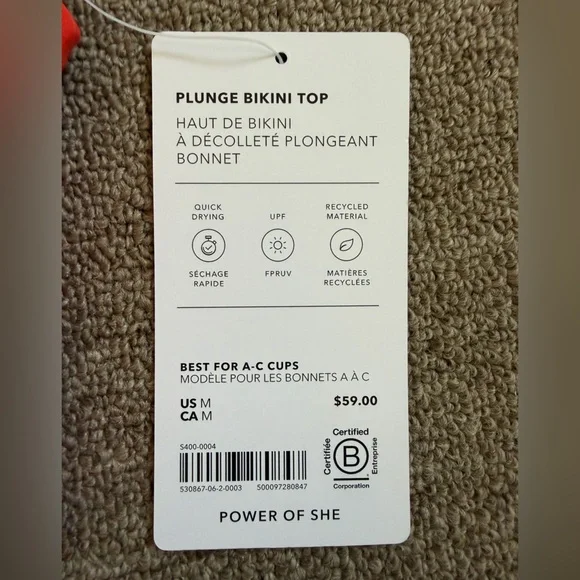 PLUNGE BIKINI TOP
HAUT DE BIKINI
À DÉCOLLETÉ PLONGEANT
BONNET
QUICK
DRYING
UPF
RECYCLED
MATERIAL
SÉCHAGE
RAPIDE
FPRUV
MATIÈRES
RECYCLÉES
BEST FOR A-C CUPS
MODÈLE POUR LES BONNETS A À C
US M
CA M
$59.00
S400-0004
530867-06-2-0003 500097280847
Certified
Certifiée
B
Entreprise
Corporation
POWER OF SHE